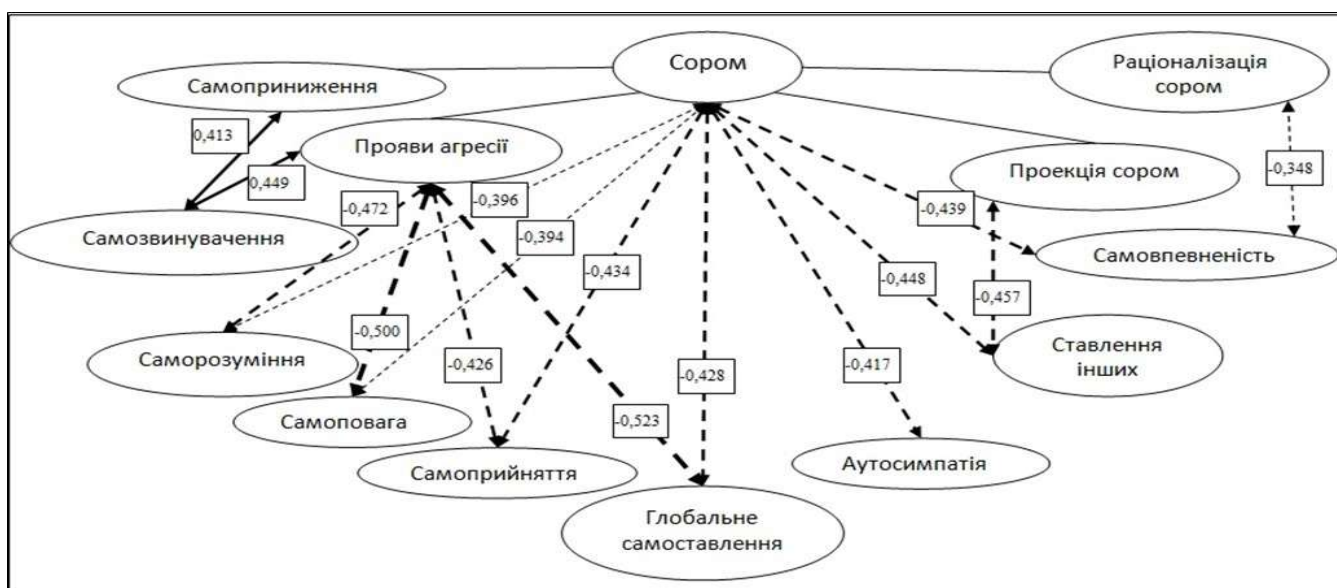 Сором
Раціоналізація
сором
Самоприниження
0,413
Прояви агресії
0,449
-0,472
-0,396
Проекція сором
-0,348
-0,439
Самозвинувачення
-0,394
Самовпевненість
-0,434
-0,448
-0,457
Саморозуміння
-0,500
-0,426
-0,428
-0,417
Ставлення
інших
Самоповага
-0,523
Самоприйняття
Аутосимпатія
Глобальне
самоставлення